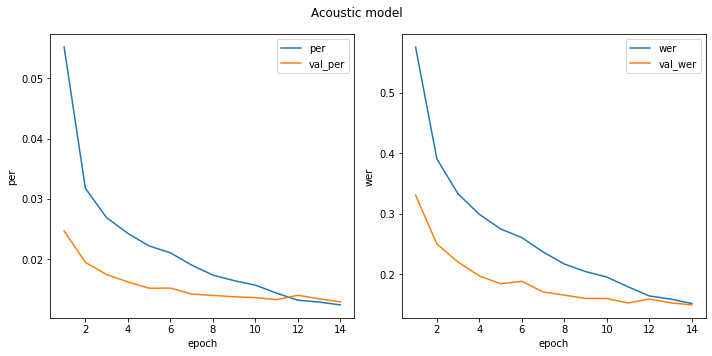 Acoustic model
per
val_per
0.05
0.04
0.03
0.02
per
2 4 6 8 10 12 14
epoch
wer
val_wer
0.5
0.4
0.3
0.2
wer
2 4 6 8 10 12 14
epoch